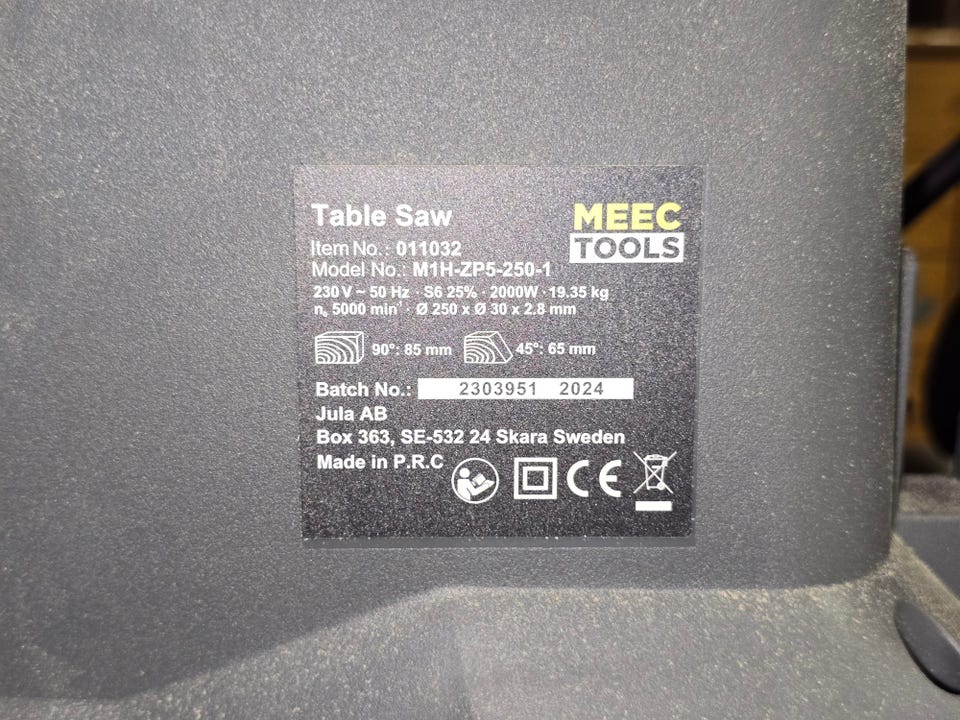 Table Saw
MEEC
TOOLS
Item No.: 011032
Model No.: M1H-ZP5-250-1
230 V ~ 50 Hz · S6 25% · 2000W · 19.35 kg
n₀ 5000 min⁻¹ · Ø 250 x Ø 30 x 2.8 mm
90°: 85 mm 45°: 65 mm
Batch No.: 2303951 2024
Jula AB
Box 363, SE-532 24 Skara Sweden
Made in P.R.C
CE